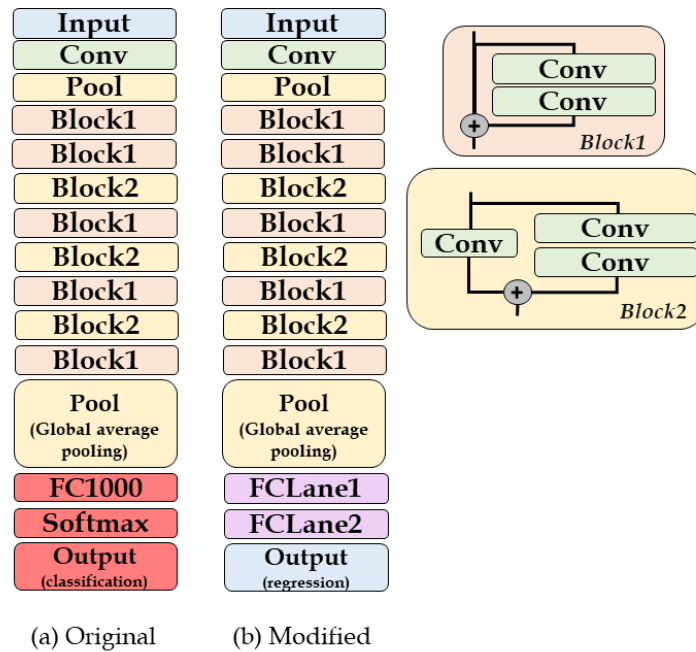 Input
Conv
Pool
Block1
Block1
Block2
Block1
Block2
Block1
Block2
Block1
Pool
(Global average
pooling)
FC1000
Softmax
Output
(classification)
(a) Original
Input
Conv
Pool
Block1
Block1
Block2
Block1
Block2
Block1
Block2
Block1
Pool
(Global average
pooling)
FCLane1
FCLane2
Output
(regression)
(b) Modified
Conv
Conv
+
Block1
Conv
Conv
Conv
+
Block2